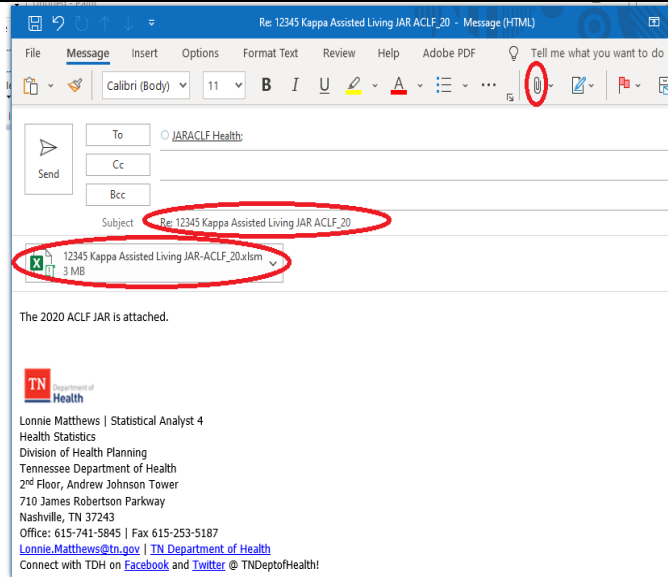 Untitled - Paint
Re: 12345 Kappa Assisted Living JAR ACLF_20 - Message (HTML)
File Message Insert Options Format Text Review Help Adobe PDF Tell me what you want to do
Calibri (Body) 11 B I U A
To JARACLF Health;
Send
Cc
Bcc
Subject Re: 12345 Kappa Assisted Living JAR ACLF_20
12345 Kappa Assisted Living JAR-ACLF_20.xlsm
3 MB
The 2020 ACLF JAR is attached.
TN Department of
Health
Lonnie Matthews | Statistical Analyst 4
Health Statistics
Division of Health Planning
Tennessee Department of Health
2nd Floor, Andrew Johnson Tower
710 James Robertson Parkway
Nashville, TN 37243
Office: 615-741-5845 | Fax 615-253-5187
Lonnie.Matthews@tn.gov | TN Department of Health
Connect with TDH on Facebook and Twitter @ TNDeptofHealth!